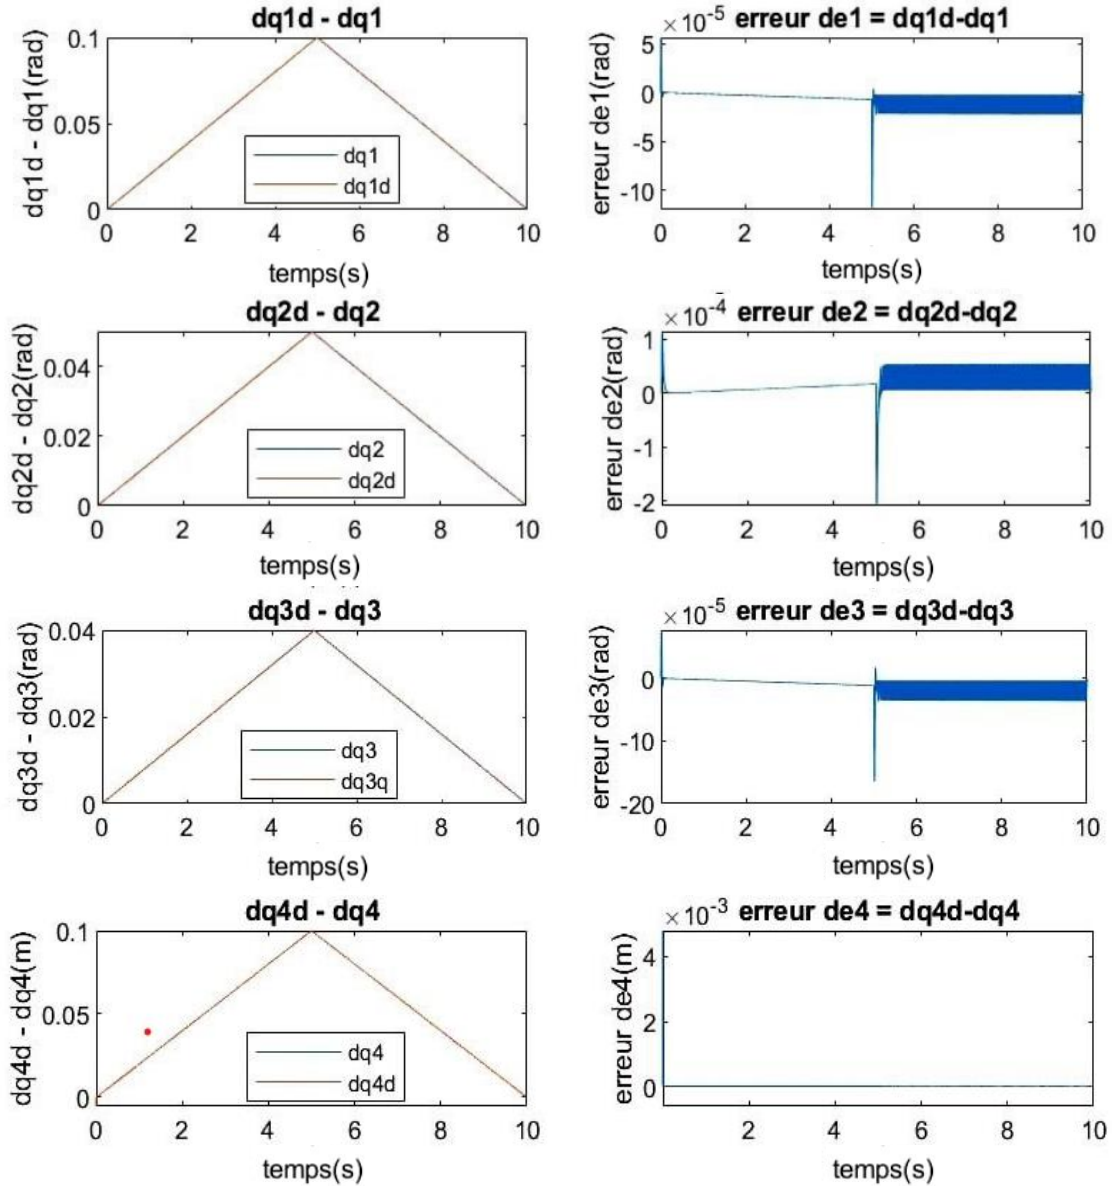 dq1d - dq1
dq1d - dq1(rad)
0.1
0.05
0
dq1
dq1d
0 2 4 6 8 10
temps(s)
×10^-5 erreur de1 = dq1d-dq1
erreur de1(rad)
5
0
-5
-10
0 2 4 6 8 10
temps(s)
dq2d - dq2
dq2d - dq2(rad)
0.04
0.02
0
dq2
dq2d
0 2 4 6 8 10
temps(s)
×10^-4 erreur de2 = dq2d-dq2
erreur de2(rad)
1
0
-1
-2
0 2 4 6 8 10
temps(s)
dq3d - dq3
dq3d - dq3(rad)
0.04
0.02
0
dq3
dq3q
0 2 4 6 8 10
temps(s)
×10^-5 erreur de3 = dq3d-dq3
erreur de3(rad)
0
-10
-20
0 2 4 6 8 10
temps(s)
dq4d - dq4
dq4d - dq4(m)
0.1
0.05
0
dq4
dq4d
0 2 4 6 8 10
temps(s)
×10^-3 erreur de4 = dq4d-dq4
erreur de4(m)
4
2
0
2 4 6 8 10
temps(s)